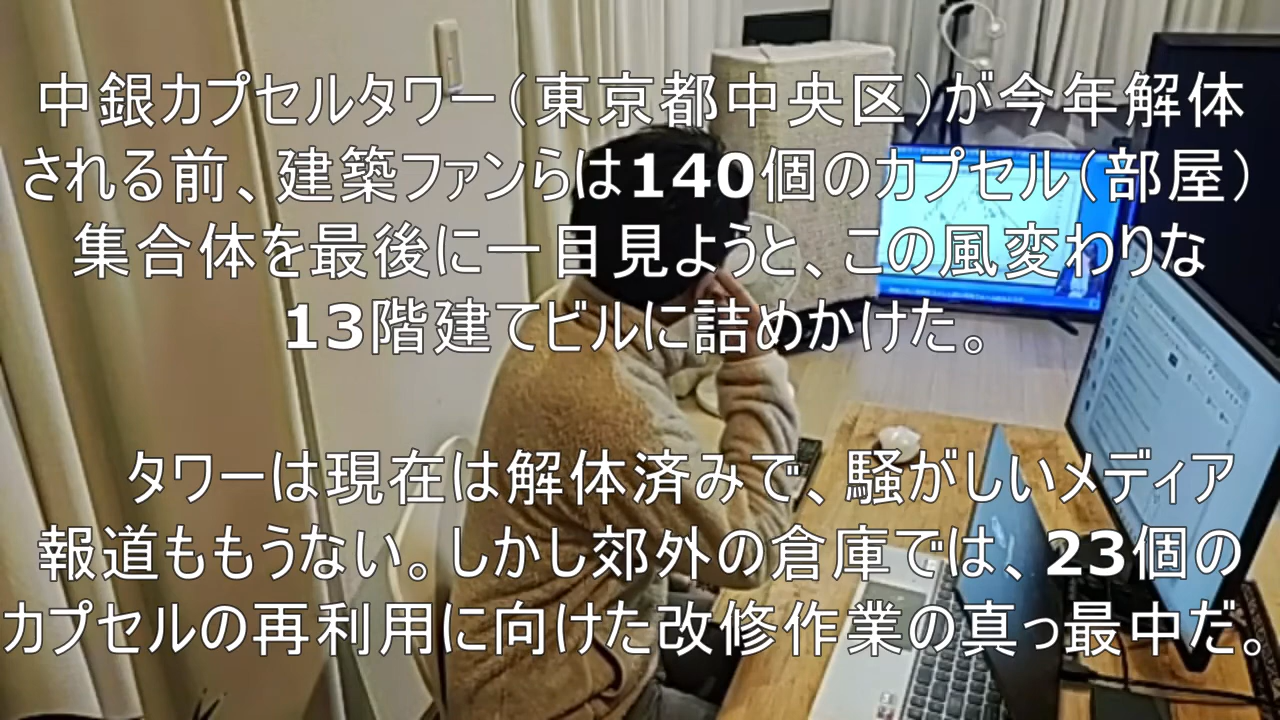 中銀カプセルタワー（東京都中央区）が今年解体
される前、建築ファンらは140個のカプセル（部屋）
集合体を最後に一目見ようと、この風変わりな
13階建てビルに詰めかけた。
タワーは現在は解体済みで、騒がしいメディア
報道ももうない。しかし郊外の倉庫では、23個の
カプセルの再利用に向けた改修作業の真っ最中だ。